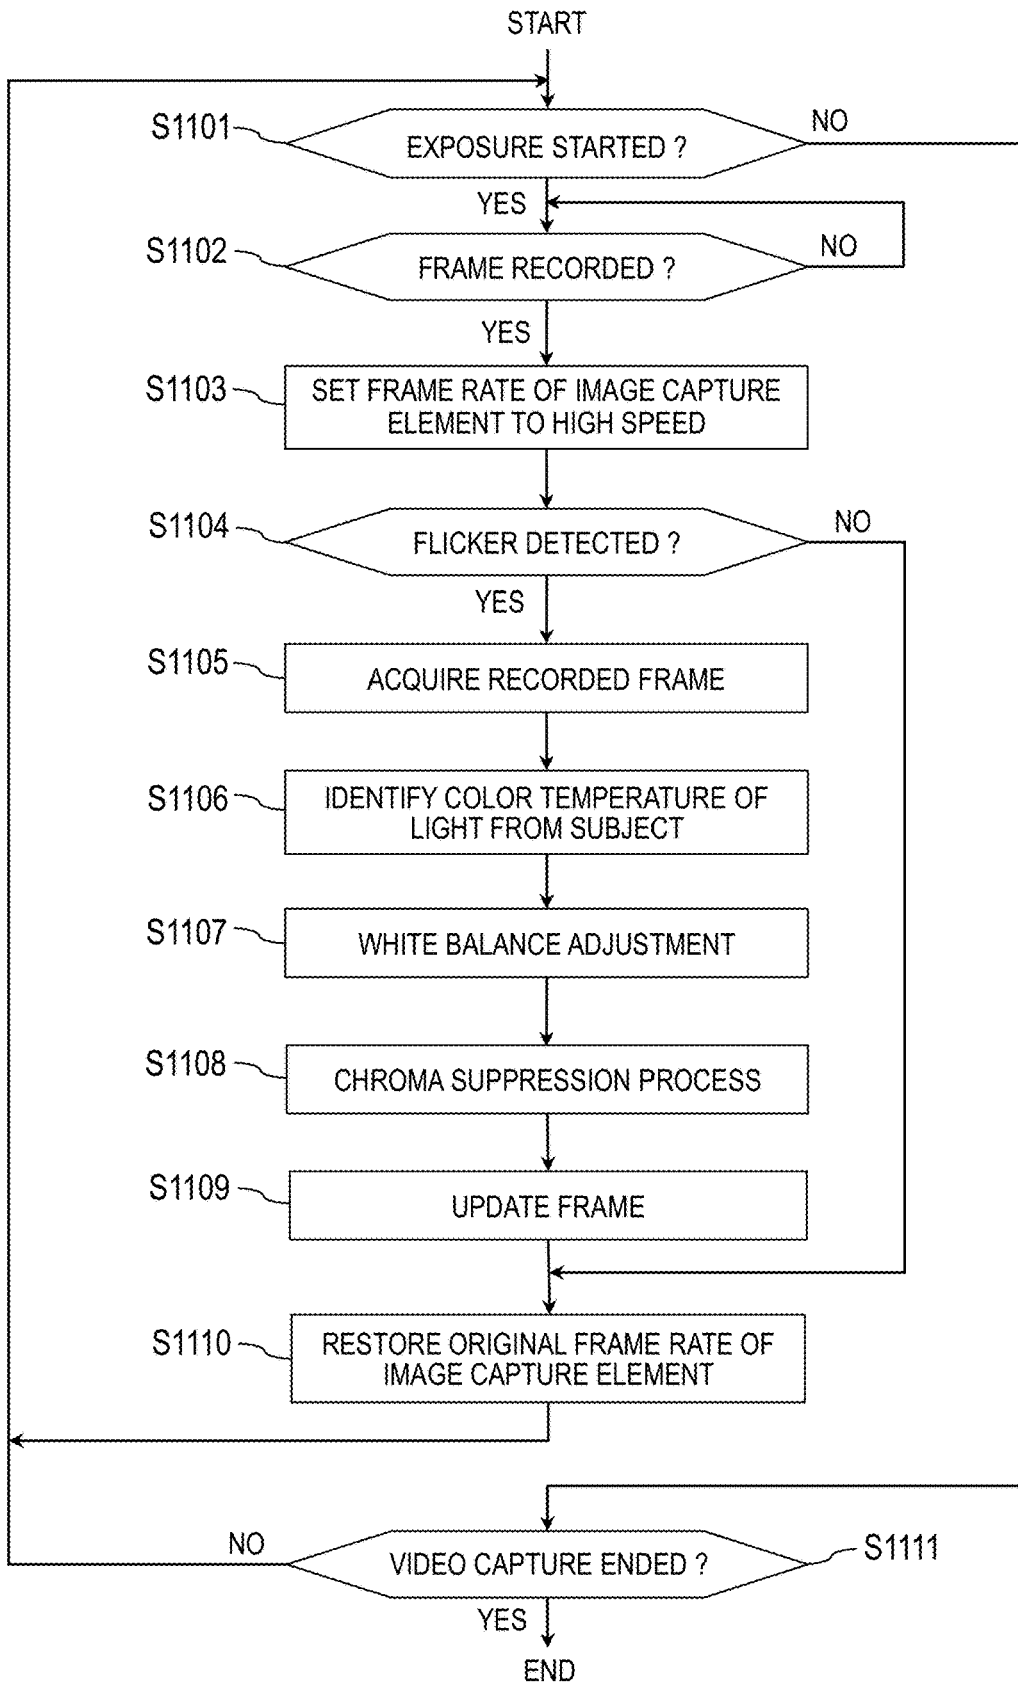 START
S1101
EXPOSURE STARTED ?
NO
YES
S1102
FRAME RECORDED ?
NO
YES
S1103
SET FRAME RATE OF IMAGE CAPTURE
ELEMENT TO HIGH SPEED
S1104
FLICKER DETECTED ?
NO
YES
S1105
ACQUIRE RECORDED FRAME
S1106
IDENTIFY COLOR TEMPERATURE OF
LIGHT FROM SUBJECT
S1107
WHITE BALANCE ADJUSTMENT
S1108
CHROMA SUPPRESSION PROCESS
S1109
UPDATE FRAME
S1110
RESTORE ORIGINAL FRAME RATE OF
IMAGE CAPTURE ELEMENT
NO
VIDEO CAPTURE ENDED ?
S1111
YES
END